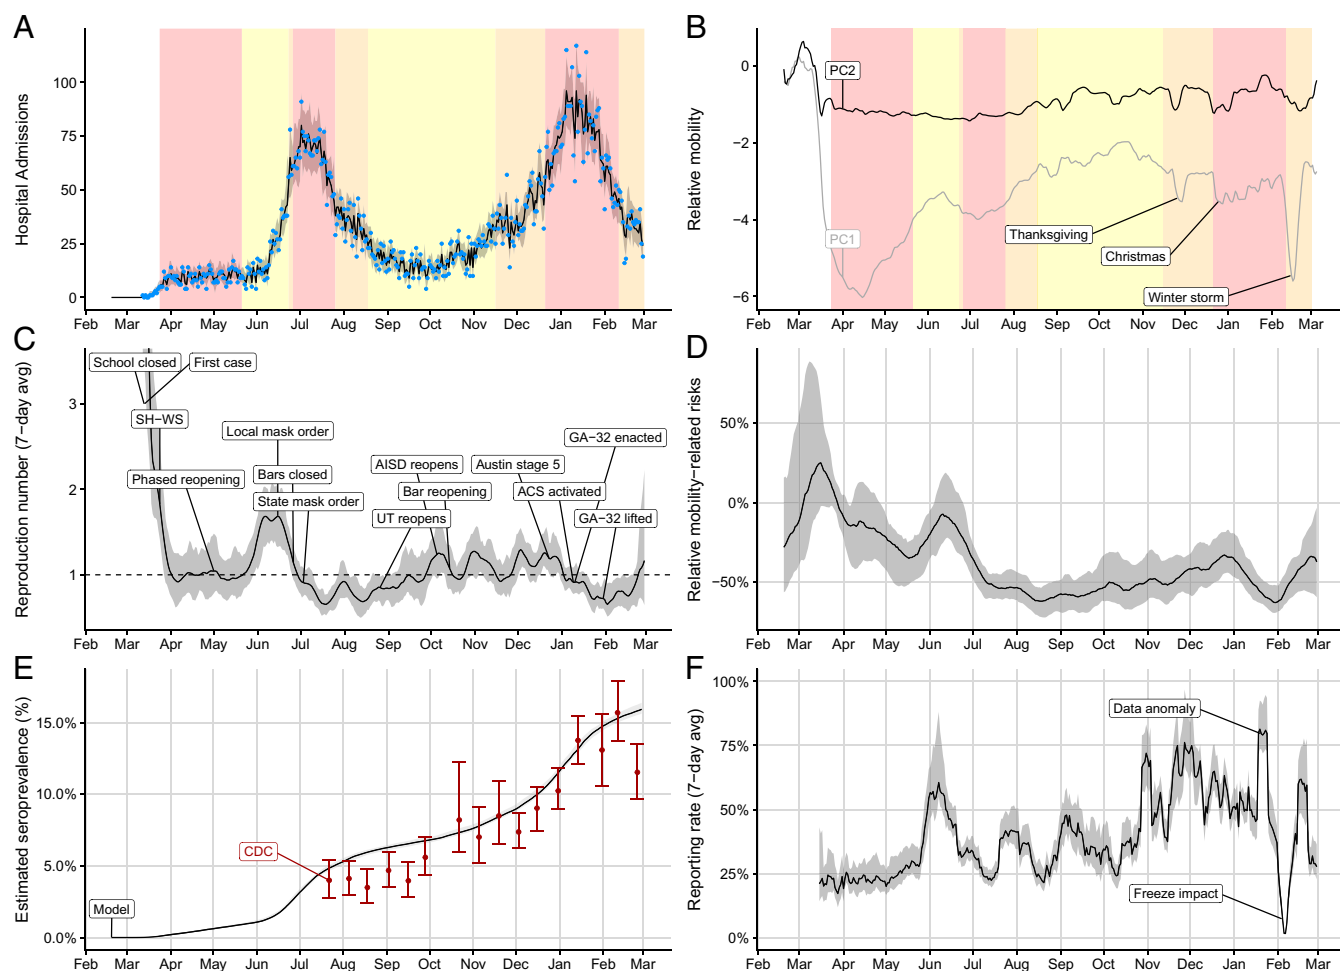 A
Hospital Admissions
100
75
50
25
0
Feb Mar Apr May Jun Jul Aug Sep Oct Nov Dec Jan Feb Mar
B
Relative mobility
0
−2
−4
−6
PC2
PC1
Thanksgiving
Christmas
Winter storm
Feb Mar Apr May Jun Jul Aug Sep Oct Nov Dec Jan Feb Mar
C
Reproduction number (7−day avg)
3
2
1
School closed
First case
SH−WS
Phased reopening
Local mask order
Bars closed
State mask order
AISD reopens
Bar reopening
UT reopens
Austin stage 5
ACS activated
GA−32 enacted
GA−32 lifted
Feb Mar Apr May Jun Jul Aug Sep Oct Nov Dec Jan Feb Mar
D
Relative mobility−related risks
50%
0%
−50%
Feb Mar Apr May Jun Jul Aug Sep Oct Nov Dec Jan Feb Mar
E
Estimated seroprevalence (%)
15.0%
10.0%
5.0%
0.0%
CDC
Model
Feb Mar Apr May Jun Jul Aug Sep Oct Nov Dec Jan Feb Mar
F
Reporting rate (7−day avg)
100%
75%
50%
25%
0%
Data anomaly
Freeze impact
Feb Mar Apr May Jun Jul Aug Sep Oct Nov Dec Jan Feb Mar